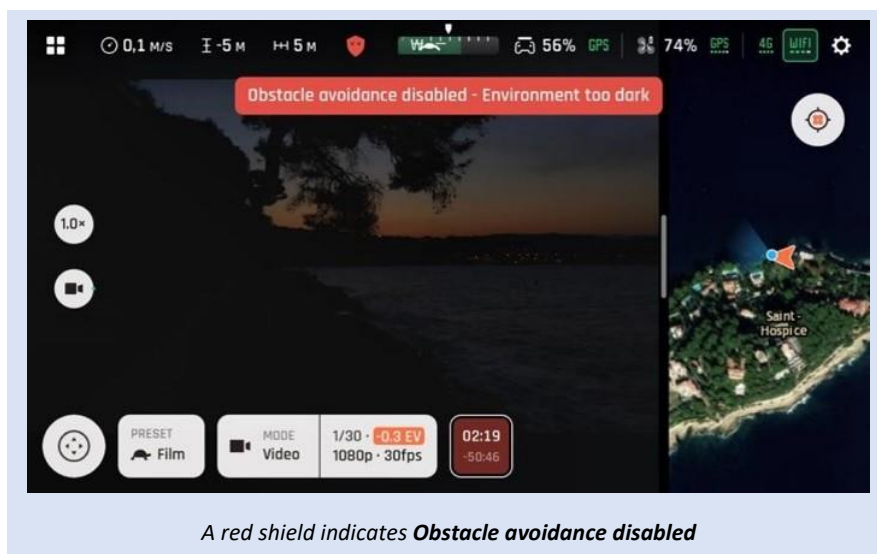 0,1 M/S -5 M 5 M W 56% GPS 74% GPS 4G WIFI
Obstacle avoidance disabled - Environment too dark
1.0×
Saint-
Hospice
PRESET
Film
MODE
Video
1/30 · -0.3 EV
1080p · 30fps
02:19
-50:46
A red shield indicates Obstacle avoidance disabled